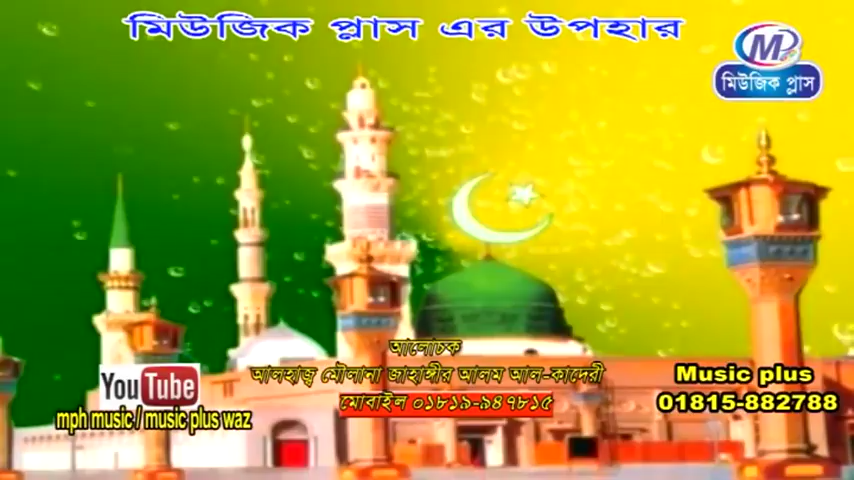 মিউজিক প্লাস এর উপহার
M
মিউজিক প্লাস
আলোচক
আলহাজ্ব মৌলানা জাহাঙ্গীর আলম আল-কাদেরী
মোবাইল ০১৮১৯-৯৪৭৮১৫
YouTube
mph music / music plus waz
Music plus
01815-882788